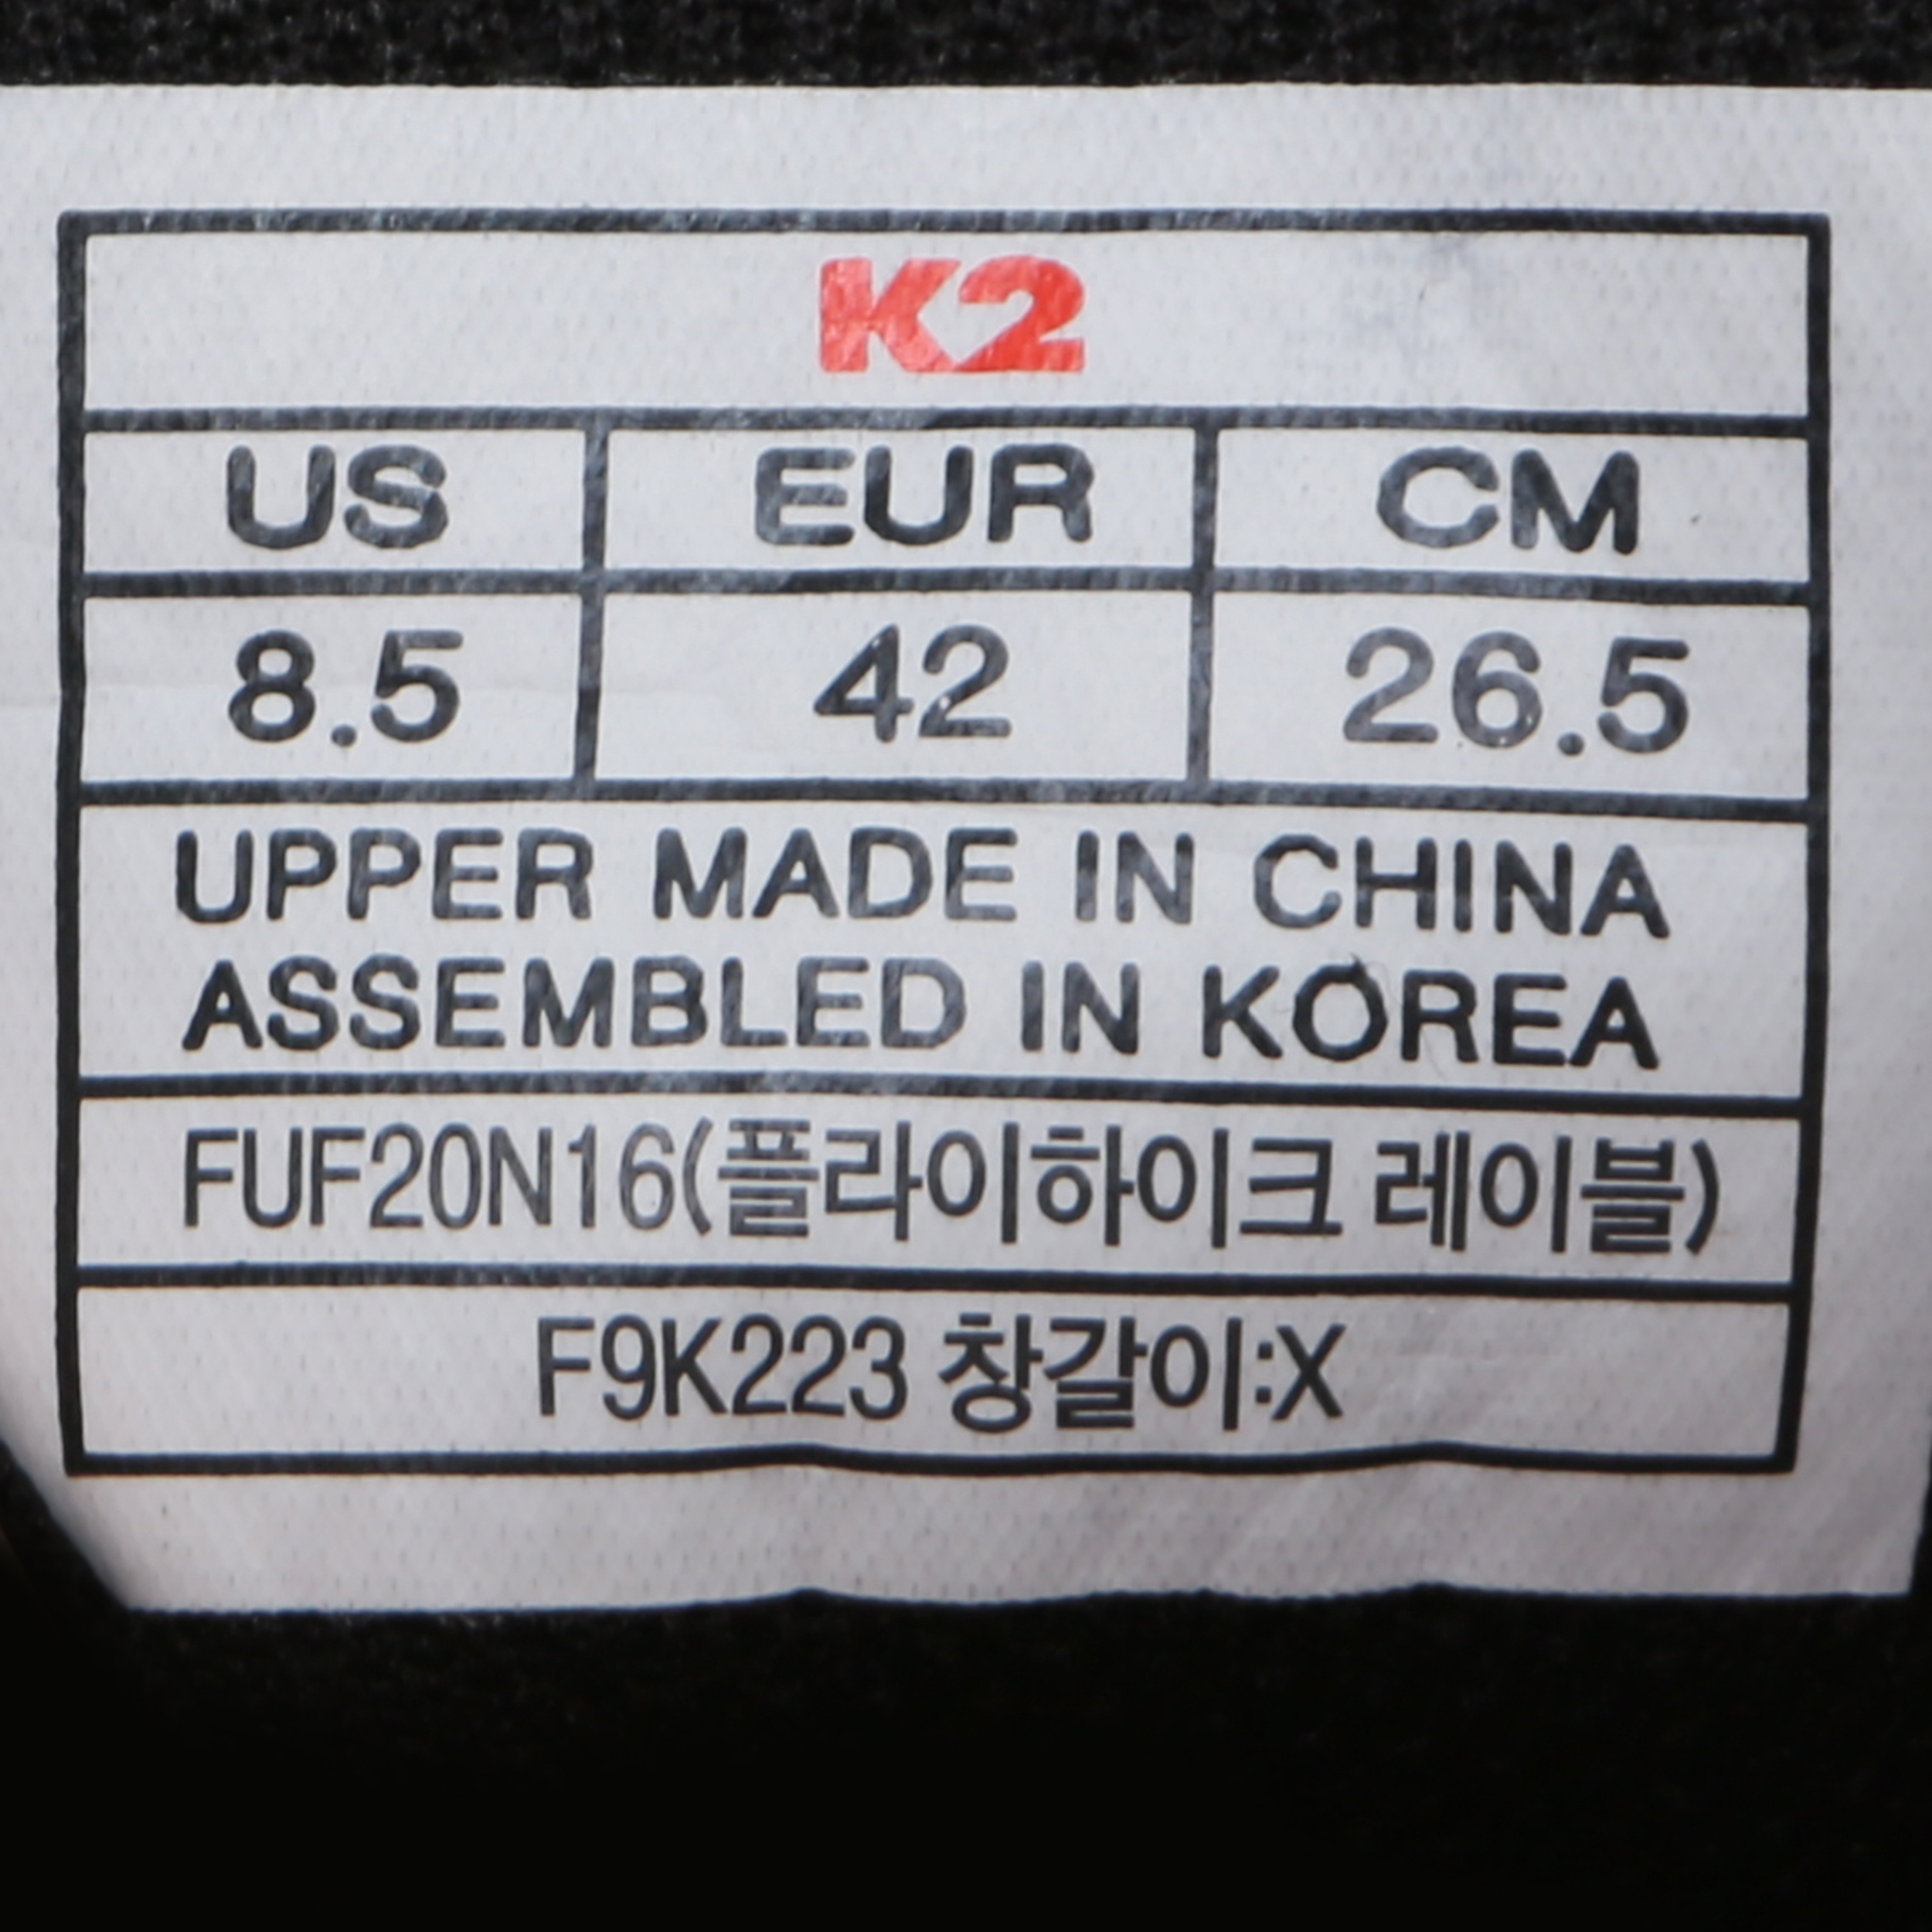 K2
US EUR CM
8.5 42 26.5
UPPER MADE IN CHINA
ASSEMBLED IN KOREA
FUF20N16(플라이하이크 레이블)
F9K223 창갈이:X